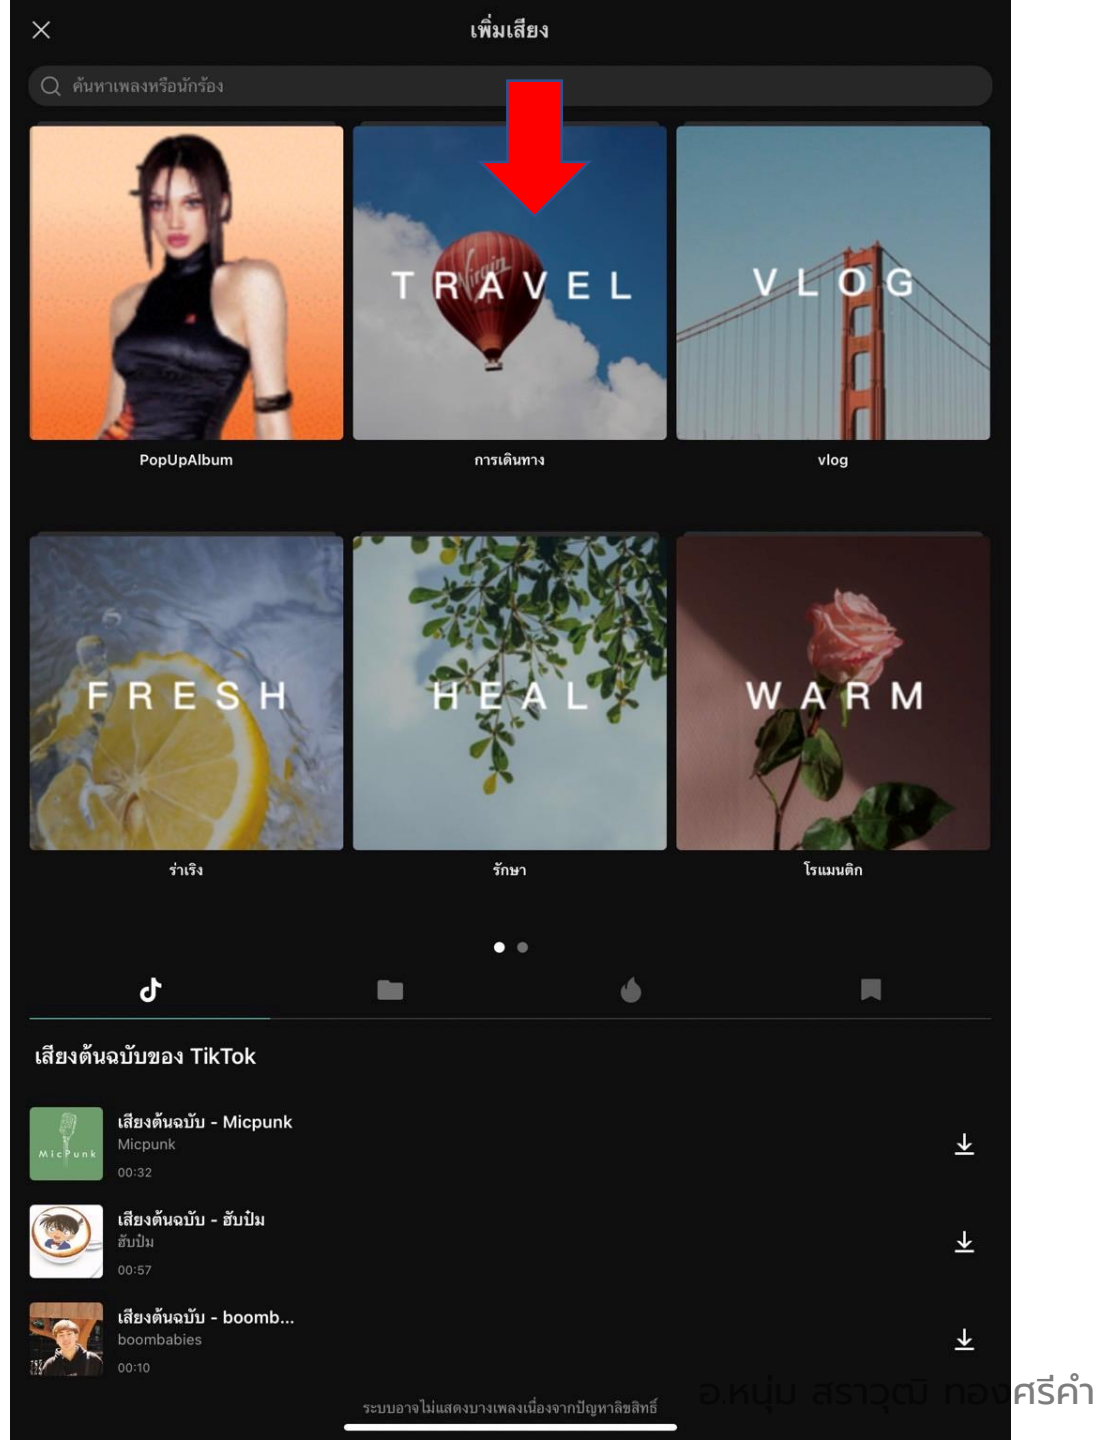 เพิ่มเสียง
ค้นหาเพลงหรือนักร้อง
TRAVEL
Virgin
VLOG
PopUpAlbum
การเดินทาง
vlog
FRESH
HEAL
WARM
ร่าเริง
รักษา
โรแมนติก
เสียงต้นฉบับของ TikTok
เสียงต้นฉบับ - Micpunk
Micpunk
00:32
MicPunk
เสียงต้นฉบับ - ฮับป๋ม
ฮับป๋ม
00:57
เสียงต้นฉบับ - boomb...
boombabies
00:10
ระบบอาจไม่แสดงบางเพลงเนื่องจากปัญหาลิขสิทธิ์
อ.หนุ่ม สราวุฒิ ทองศรีคำ